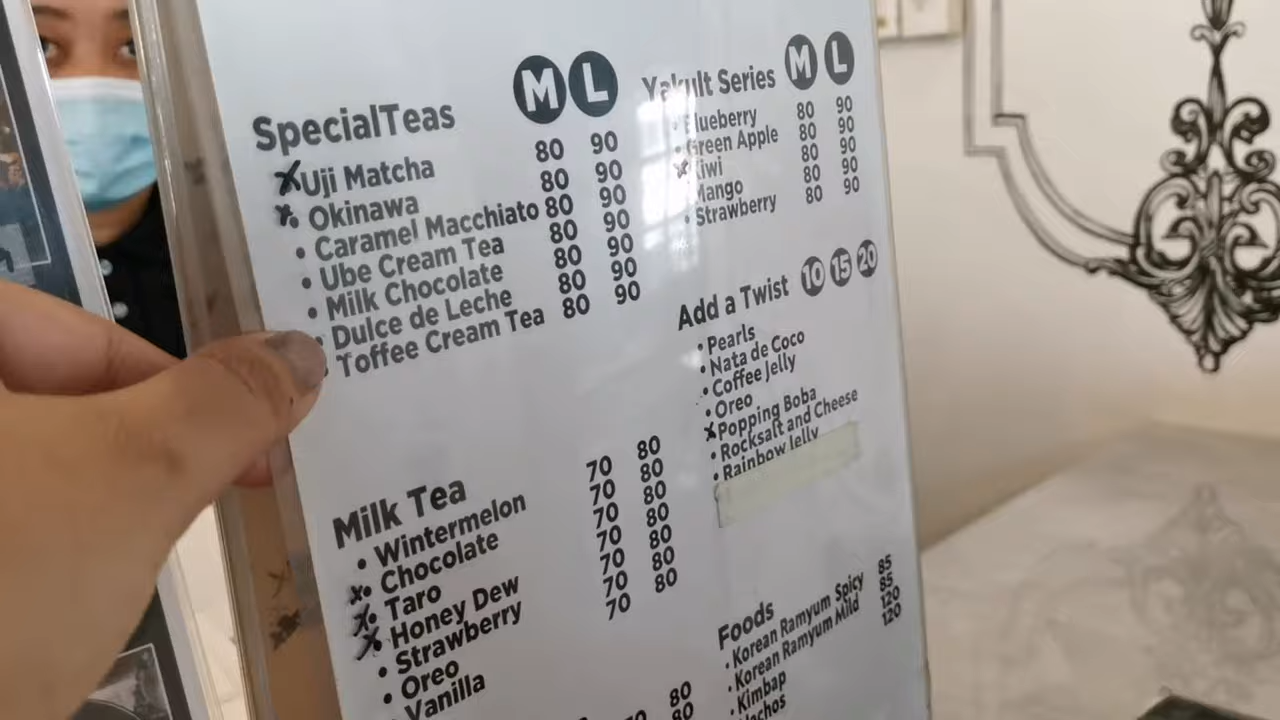 SpecialTeas M L
Uji Matcha 80 90
Okinawa 80 90
Caramel Macchiato 80 90
Ube Cream Tea 80 90
Milk Chocolate 80 90
Dulce de Leche 80 90
Toffee Cream Tea 80 90
Milk Tea
Wintermelon 70 80
Chocolate 70 80
Taro 70 80
Honey Dew 70 80
Strawberry 70 80
Oreo 70 80
Vanilla 70
80
80
Yakult Series M L
Blueberry 80 90
Green Apple 80 90
Kiwi 80 90
Mango 80 90
Strawberry 80 90
Add a Twist 10 15 20
Pearls
Nata de Coco
Coffee Jelly
Oreo
Popping Boba
Rocksalt and Cheese
Rainbow Jelly
Foods
Korean Ramyum Spicy 85
Korean Ramyum Mild 85
Kimbap 120
120